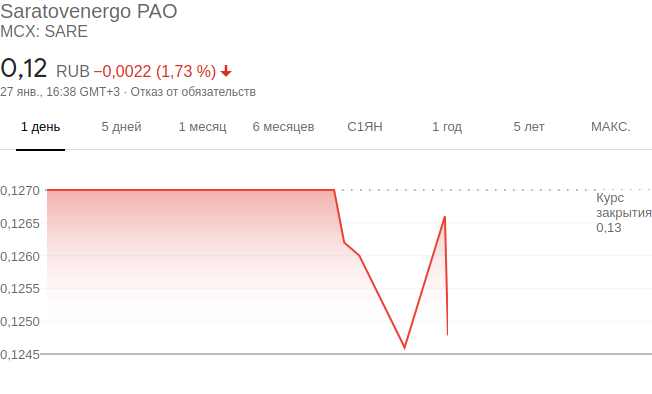 Saratovenergo PAO
MCX: SARE
0,12 RUB −0,0022 (1,73 %)
27 янв., 16:38 GMT+3 · Отказ от обязательств
1 день 5 дней 1 месяц 6 месяцев С1ЯН 1 год 5 лет МАКС.
0,1270
Курс
закрытия
0,13
0,1265
0,1260
0,1255
0,1250
0,1245